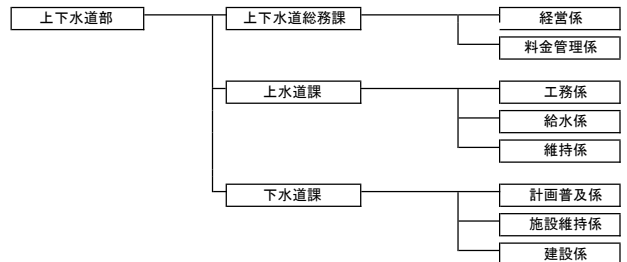 上下水道部
上下水道総務課
経営係
料金管理係
上水道課
工務係
給水係
維持係
下水道課
計画普及係
施設維持係
建設係